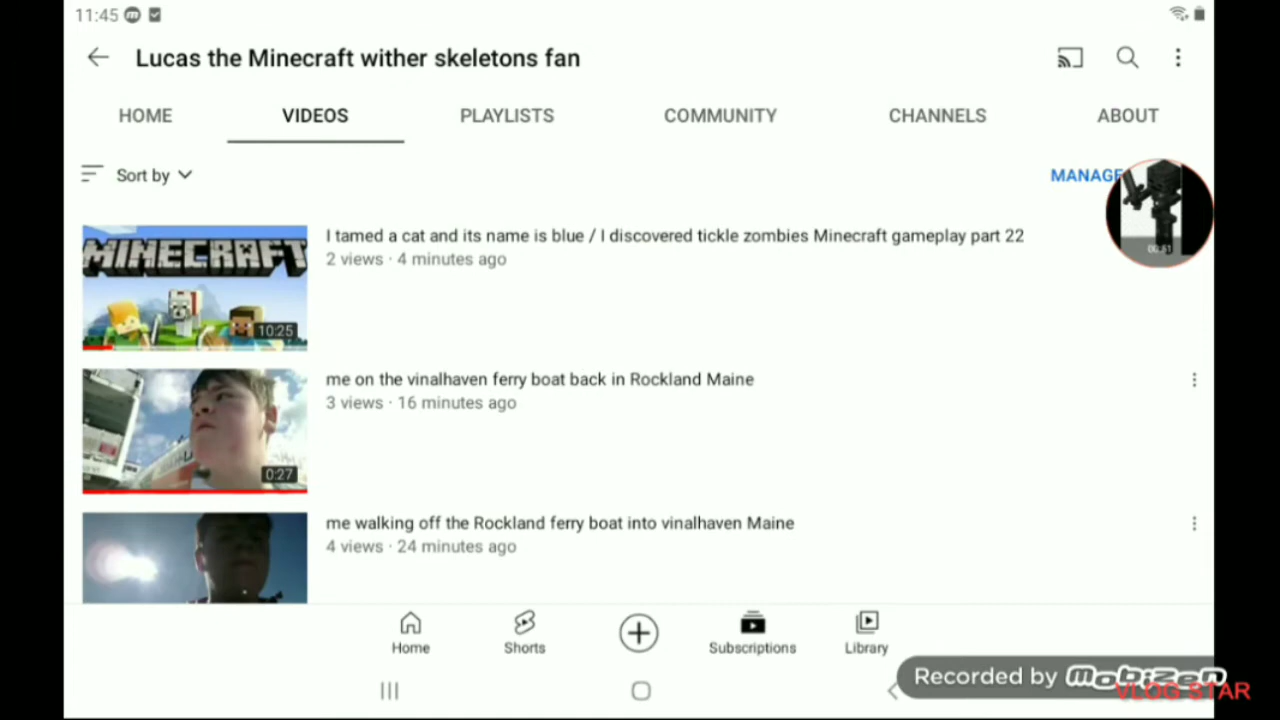 11:45
Lucas the Minecraft wither skeletons fan
HOME VIDEOS PLAYLISTS COMMUNITY CHANNELS ABOUT
Sort by
MANAGE
00:51
I tamed a cat and its name is blue / I discovered tickle zombies Minecraft gameplay part 22
2 views · 4 minutes ago
MINECRAFT
10:25
me on the vinalhaven ferry boat back in Rockland Maine
3 views · 16 minutes ago
0:27
me walking off the Rockland ferry boat into vinalhaven Maine
4 views · 24 minutes ago
Home Shorts Subscriptions Library
Recorded by mobizen
VLOG STAR